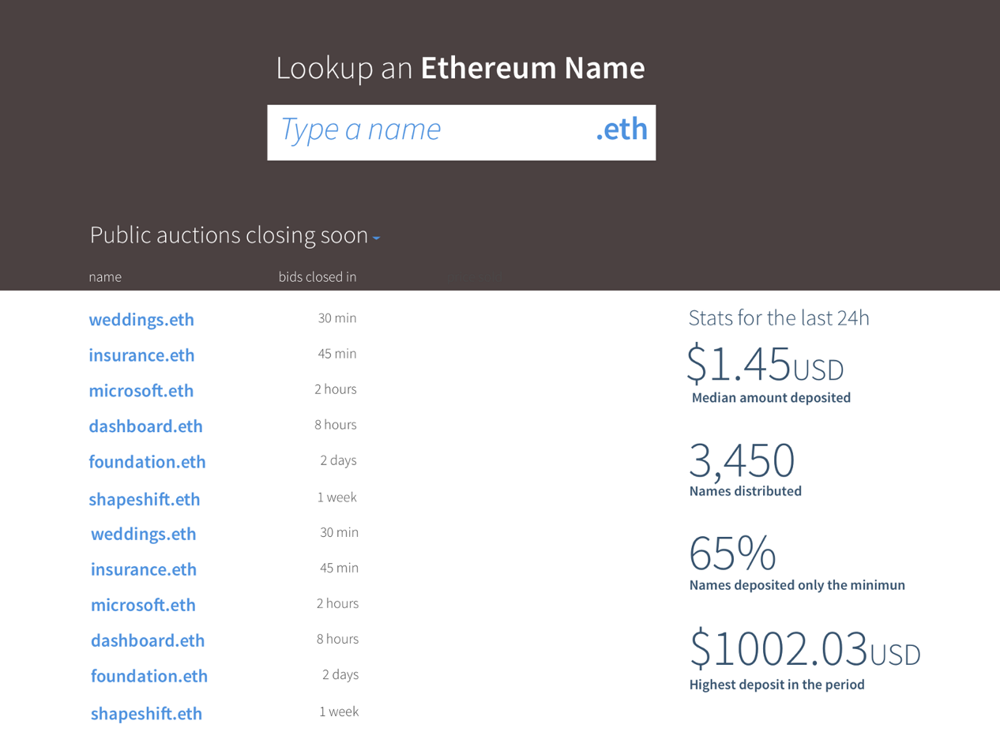 Lookup an Ethereum Name
Type a name .eth
Public auctions closing soon
name bids closed in
weddings.eth 30 min
insurance.eth 45 min
microsoft.eth 2 hours
dashboard.eth 8 hours
foundation.eth 2 days
shapeshift.eth 1 week
weddings.eth 30 min
insurance.eth 45 min
microsoft.eth 2 hours
dashboard.eth 8 hours
foundation.eth 2 days
shapeshift.eth 1 week
Stats for the last 24h
$1.45USD
Median amount deposited
3,450
Names distributed
65%
Names deposited only the minimun
$1002.03USD
Highest deposit in the period